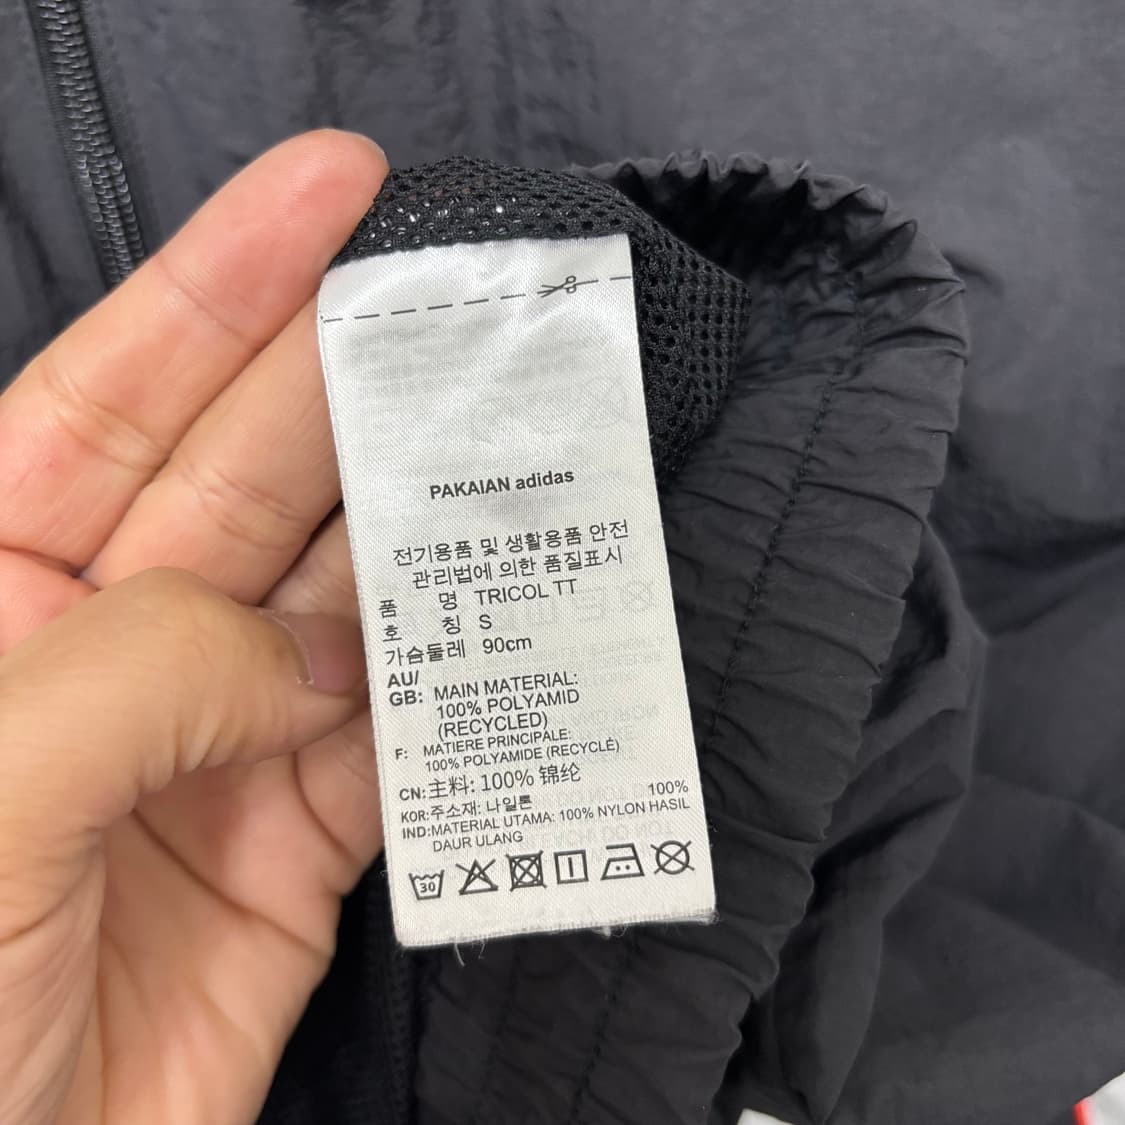 PAKAIAN adidas
전기용품 및 생활용품 안전
관리법에 의한 품질표시
품 명 TRICOL TT
호 칭 S
가슴둘레 90cm
AU/
GB: MAIN MATERIAL:
100% POLYAMID
(RECYCLED)
F: MATIERE PRINCIPALE:
100% POLYAMIDE (RECYCLÉ)
CN: 主料: 100% 锦纶
KOR: 주소재: 나일론 100%
IND: MATERIAL UTAMA: 100% NYLON HASIL
DAUR ULANG
30